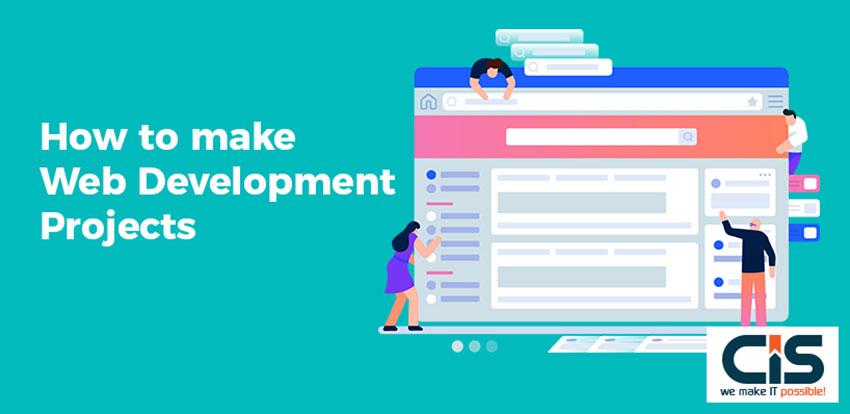 How to make
Web Development
Projects
CIS
we make IT possible!